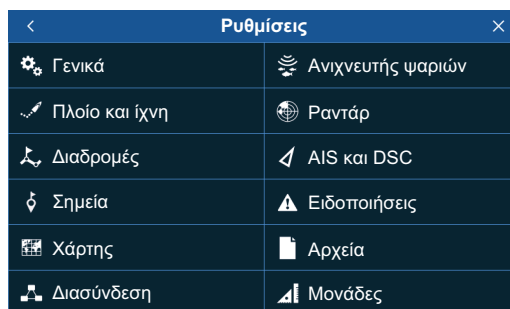 Ρυθμίσεις
Γενικά
Ανιχνευτής ψαριών
Πλοίο και ίχνη
Ραντάρ
Διαδρομές
AIS και DSC
Σημεία
Ειδοποιήσεις
Χάρτης
Αρχεία
Διασύνδεση
Μονάδες